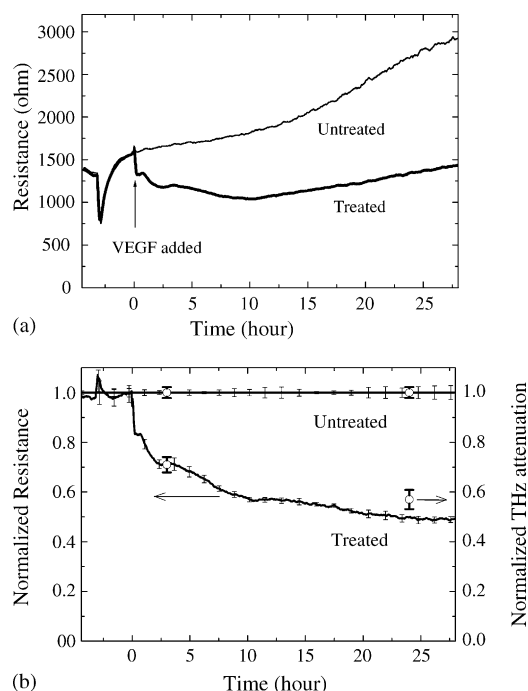 3000
2500
2000
1500
1000
500
0
Resistance (ohm)
Untreated
Treated
VEGF added
0 5 10 15 20 25
(a)
Time (hour)
1.0
0.8
0.6
0.4
0.2
00
Normalized Resistance
Untreated
Treated
1.0
0.8
0.6
0.4
0.2
0.0
Normalized THz attenuation
0 5 10 15 20 25
Time (hour)
(b)